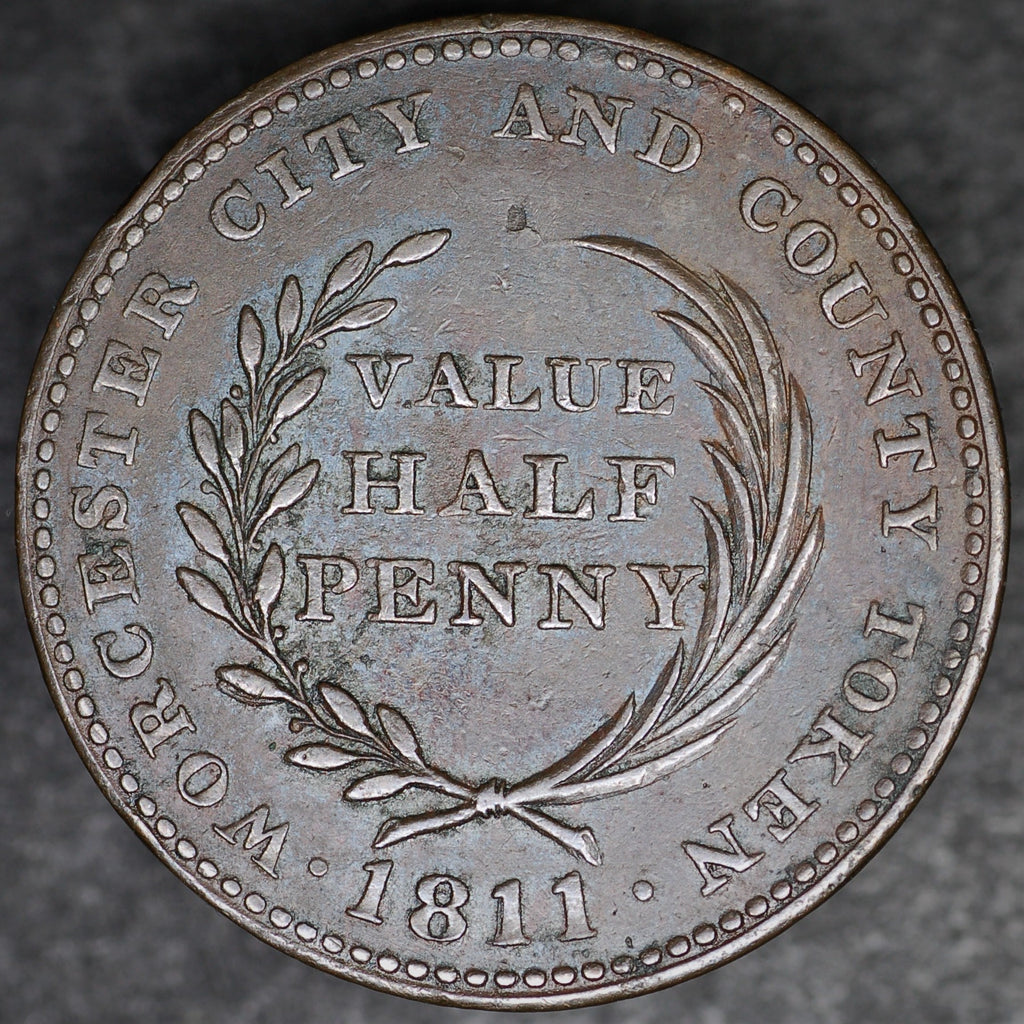 WORCESTER CITY AND COUNTY TOKEN
VALUE
HALF
PENNY
· 1811 ·